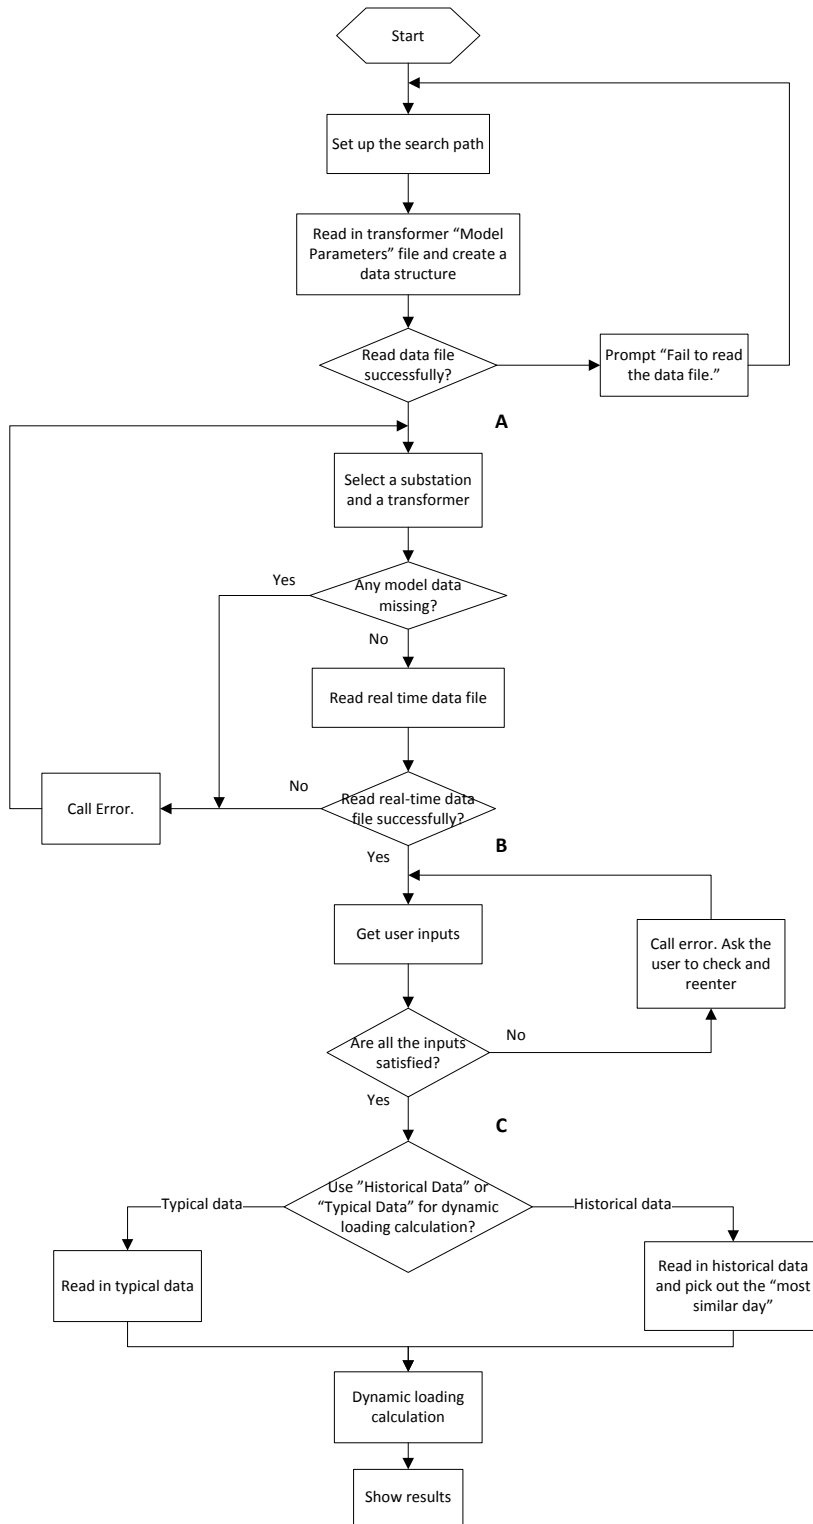 Start
Set up the search path
Read in transformer “Model
Parameters” file and create a
data structure
Read data file
successfully?
Prompt “Fail to read
the data file.”
A
Select a substation
and a transformer
Yes
Any model data
missing?
No
Read real time data file
Call Error.
No
Read real-time data
file successfully?
Yes
B
Get user inputs
Call error. Ask the
user to check and
reenter
Are all the inputs
satisfied?
No
Yes
C
Use ”Historical Data” or
“Typical Data” for dynamic
loading calculation?
Typical data
Historical data
Read in typical data
Read in historical data
and pick out the “most
similar day”
Dynamic loading
calculation
Show results